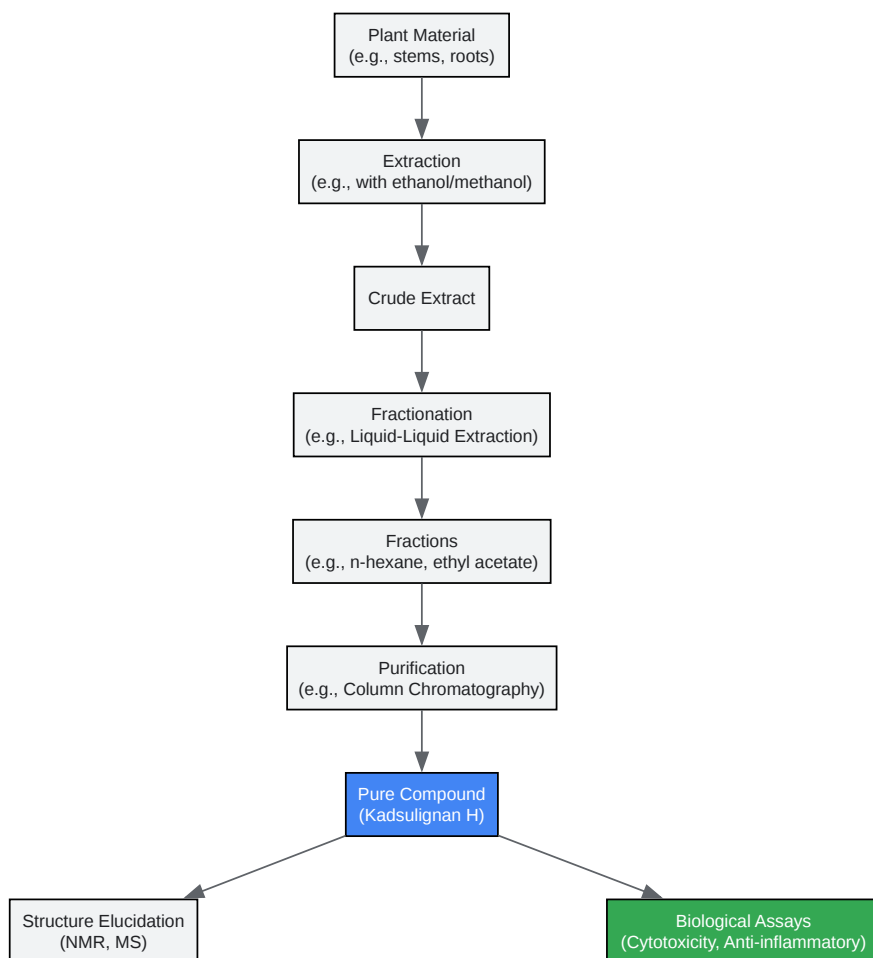 Plant Material
(e.g., stems, roots)
Extraction
(e.g., with ethanol/methanol)
Crude Extract
Fractionation
(e.g., Liquid-Liquid Extraction)
Fractions
(e.g., n-hexane, ethyl acetate)
Purification
(e.g., Column Chromatography)
Pure Compound
(Kadsulignan H)
Structure Elucidation
(NMR, MS)
Biological Assays
(Cytotoxicity, Anti-inflammatory)